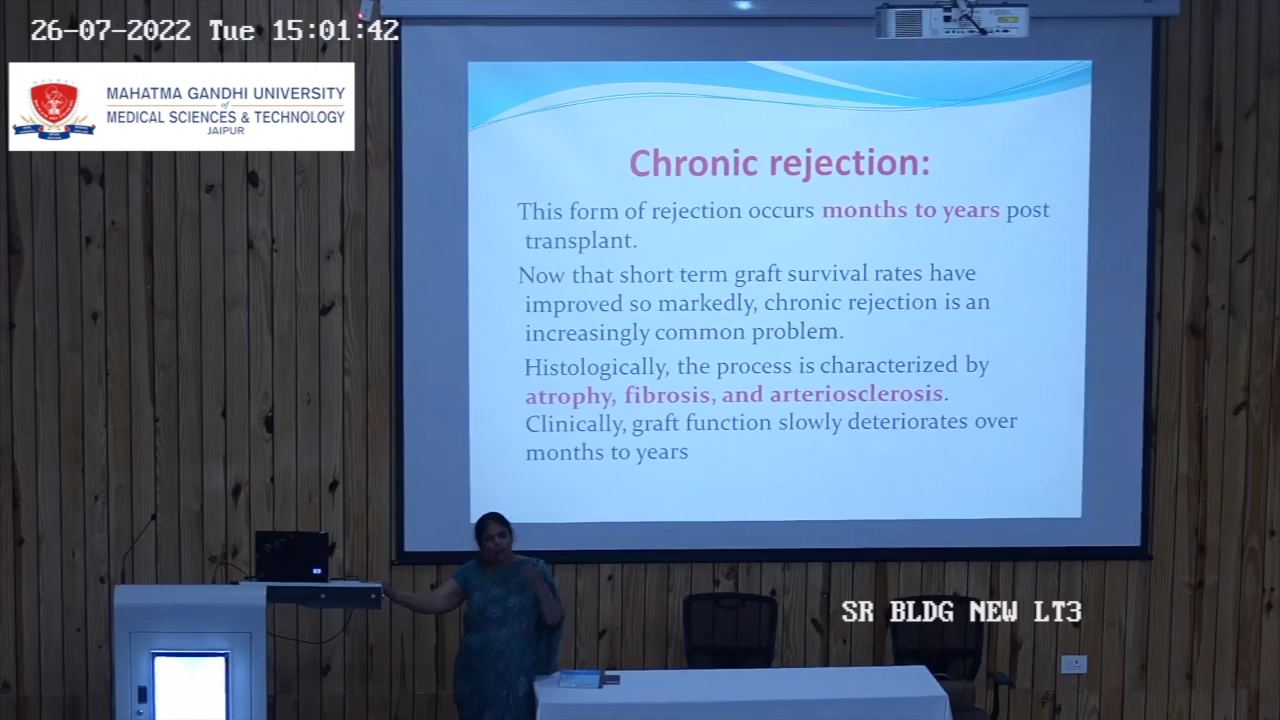 26-07-2022 Tue 15:01:42
MAHATMA GANDHI UNIVERSITY
of
MEDICAL SCIENCES & TECHNOLOGY
JAIPUR
Chronic rejection:
This form of rejection occurs months to years post
transplant.
Now that short term graft survival rates have
improved so markedly, chronic rejection is an
increasingly common problem.
Histologically, the process is characterized by
atrophy, fibrosis, and arteriosclerosis.
Clinically, graft function slowly deteriorates over
months to years
SR BLDG NEW LT3